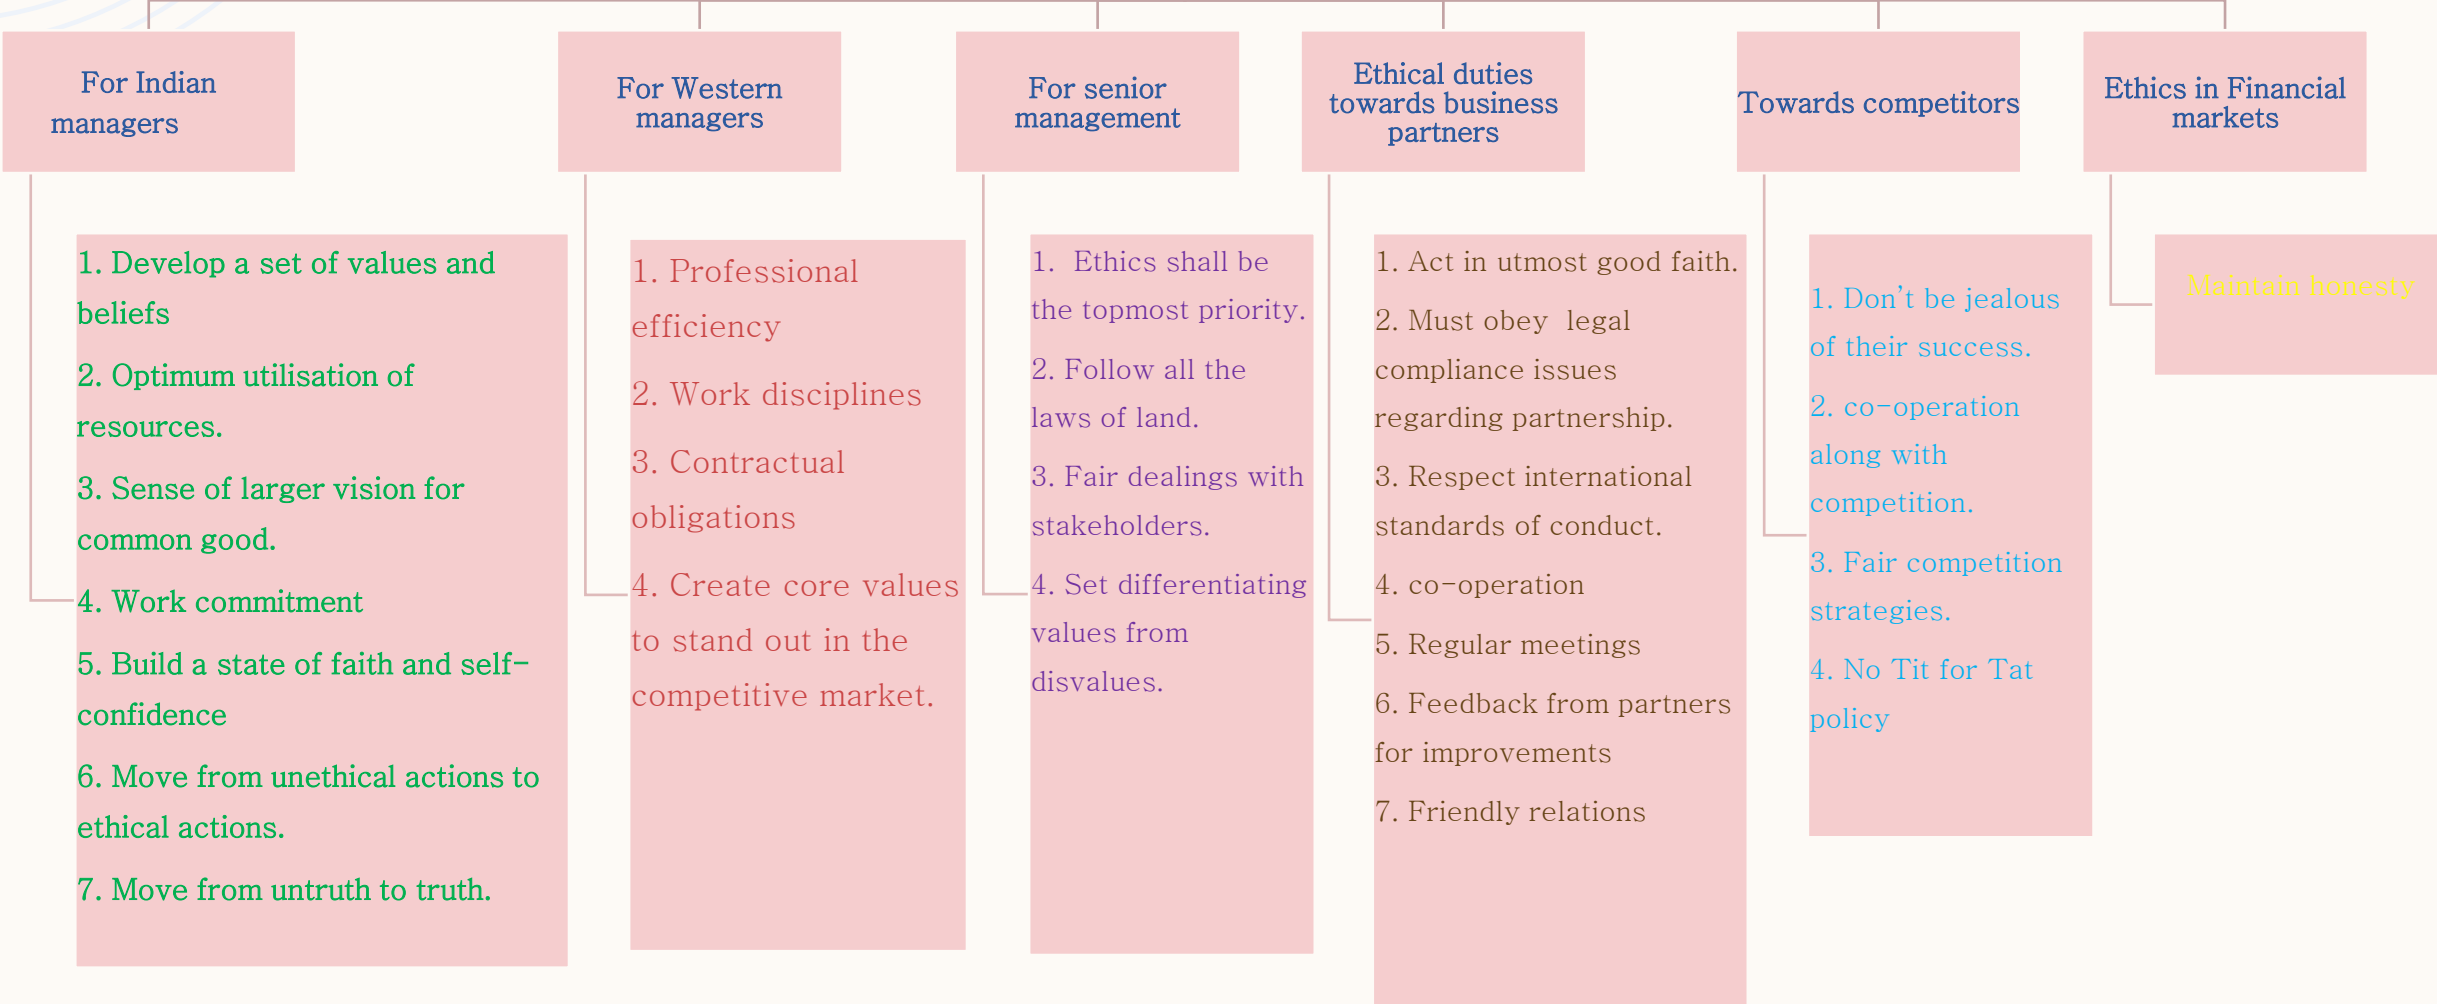 For Indian
managers
1. Develop a set of values and
beliefs
2. Optimum utilisation of
resources.
3. Sense of larger vision for
common good.
4. Work commitment
5. Build a state of faith and self-
confidence
6. Move from unethical actions to
ethical actions.
7. Move from untruth to truth.
For Western
managers
1. Professional
efficiency
2. Work disciplines
3. Contractual
obligations
4. Create core values
to stand out in the
competitive market.
For senior
management
1.  Ethics shall be
the topmost priority.
2. Follow all the
laws of land.
3. Fair dealings with
stakeholders.
4. Set differentiating
values from
disvalues.
Ethical duties
towards business
partners
1. Act in utmost good faith.
2. Must obey  legal
compliance issues
regarding partnership.
3. Respect international
standards of conduct.
4. co-operation
5. Regular meetings
6. Feedback from partners
for improvements
7. Friendly relations
Towards competitors
1. Don't be jealous
of their success.
2. co-operation
along with
competition.
3. Fair competition
strategies.
4. No Tit for Tat
policy
Ethics in Financial
markets
Maintain honesty